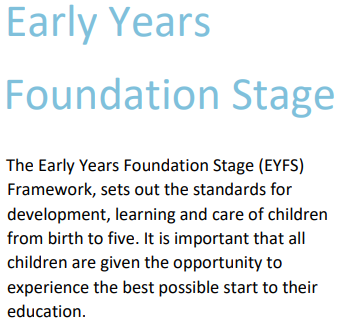 Early Years
Foundation Stage
The Early Years Foundation Stage (EYFS)
Framework, sets out the standards for
development, learning and care of children
from birth to five. It is important that all
children are given the opportunity to
experience the best possible start to their
education.